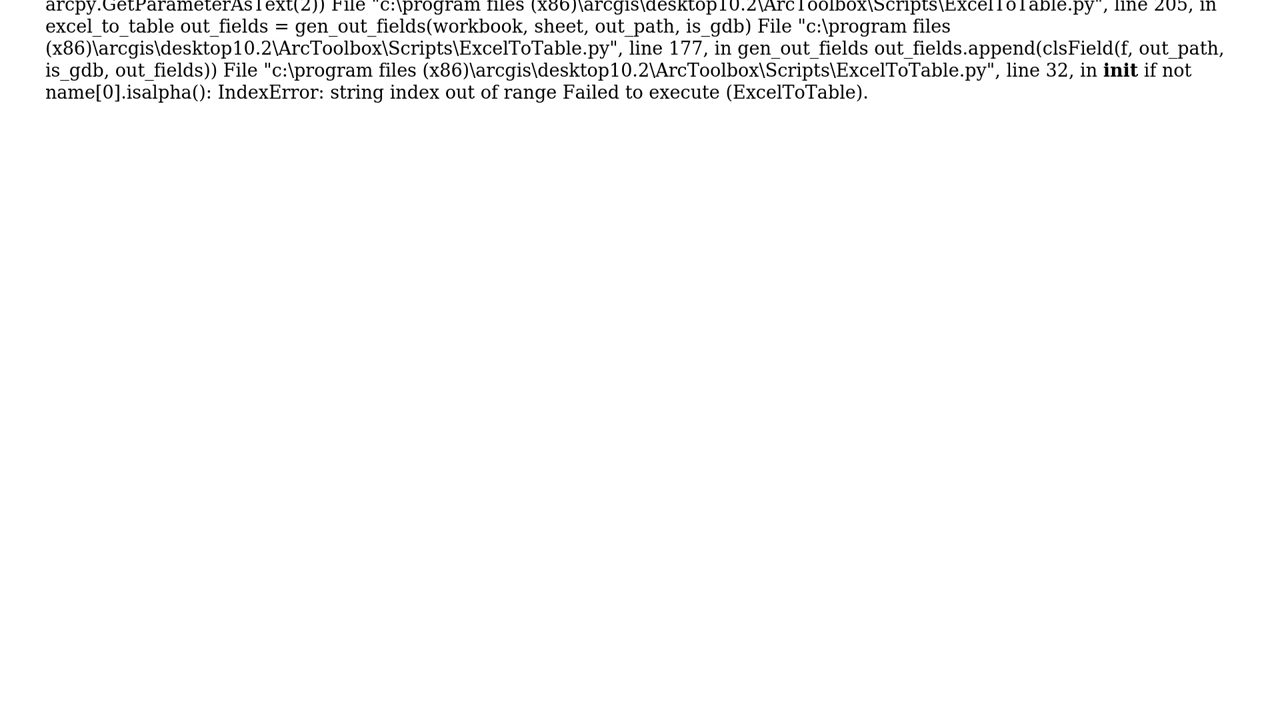 arcpy.GetParameterAsText(2)) File "c:\program files (x86)\arcgis\desktop10.2\ArcToolbox\Scripts\ExcelToTable.py", line 205, in
excel_to_table out_fields = gen_out_fields(workbook, sheet, out_path, is_gdb) File "c:\program files
(x86)\arcgis\desktop10.2\ArcToolbox\Scripts\ExcelToTable.py", line 177, in gen_out_fields out_fields.append(clsField(f, out_path,
is_gdb, out_fields)) File "c:\program files (x86)\arcgis\desktop10.2\ArcToolbox\Scripts\ExcelToTable.py", line 32, in init if not
name[0].isalpha(): IndexError: string index out of range Failed to execute (ExcelToTable).